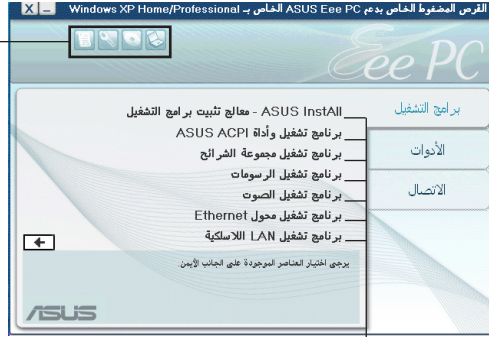 القرص المضغوط الخاص بدعم ASUS Eee PC الخاص بـ Windows XP Home/Professional
Eee PC
برامج التشغيل
الأدوات
الاتصال
ASUS InstAll - معالج تثبيت برامج التشغيل
برنامج تشغيل وأداة ASUS ACPI
برنامج تشغيل مجموعة الشرائح
برنامج تشغيل الرسومات
برنامج تشغيل الصوت
برنامج تشغيل محول Ethernet
برنامج تشغيل LAN اللاسلكية
يرجى اختيار العناصر الموجودة على الجانب الأيمن.
ASUS